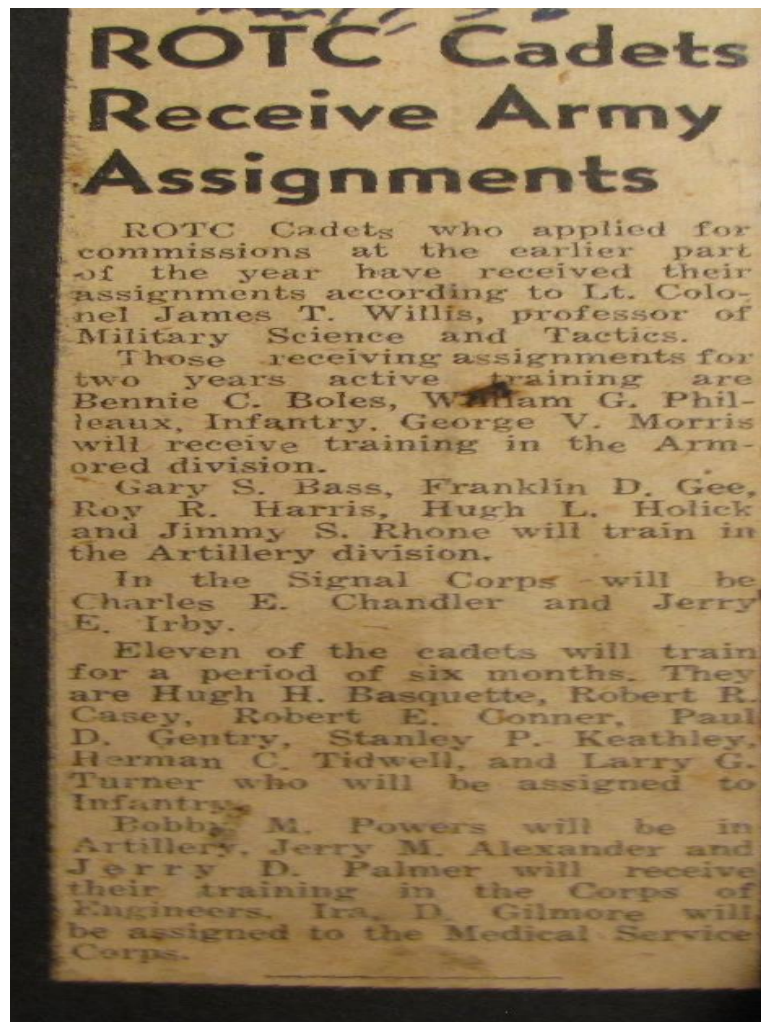 ROTC Cadets
Receive Army
Assignments
ROTC Cadets who applied for
commissions at the earlier part
of the year have received their
assignments according to Lt. Colo-
nel James T. Willis, professor of
Military Science and Tactics.
Those receiving assignments for
two years active training are
Bennie C. Boles, William G. Phil-
leaux, Infantry. George V. Morris
will receive training in the Arm-
ored division.
Gary S. Bass, Franklin D. Gee,
Roy R. Harris, Hugh L. Holick
and Jimmy S. Rhone will train in
the Artillery division.
In the Signal Corps will be
Charles E. Chandler and Jerry
E. Irby.
Eleven of the cadets will train
for a period of six months. They
are Hugh H. Basquette, Robert R.
Casey, Robert E. Conner, Paul
D. Gentry, Stanley P. Keathley,
Herman C. Tidwell, and Larry G.
Turner who will be assigned to
Infantry.
Bobby M. Powers will be in
Artillery, Jerry M. Alexander and
Jerry D. Palmer will receive
their training in the Corps of
Engineers. Ira. D. Gilmore will
be assigned to the Medical Service
Corps.